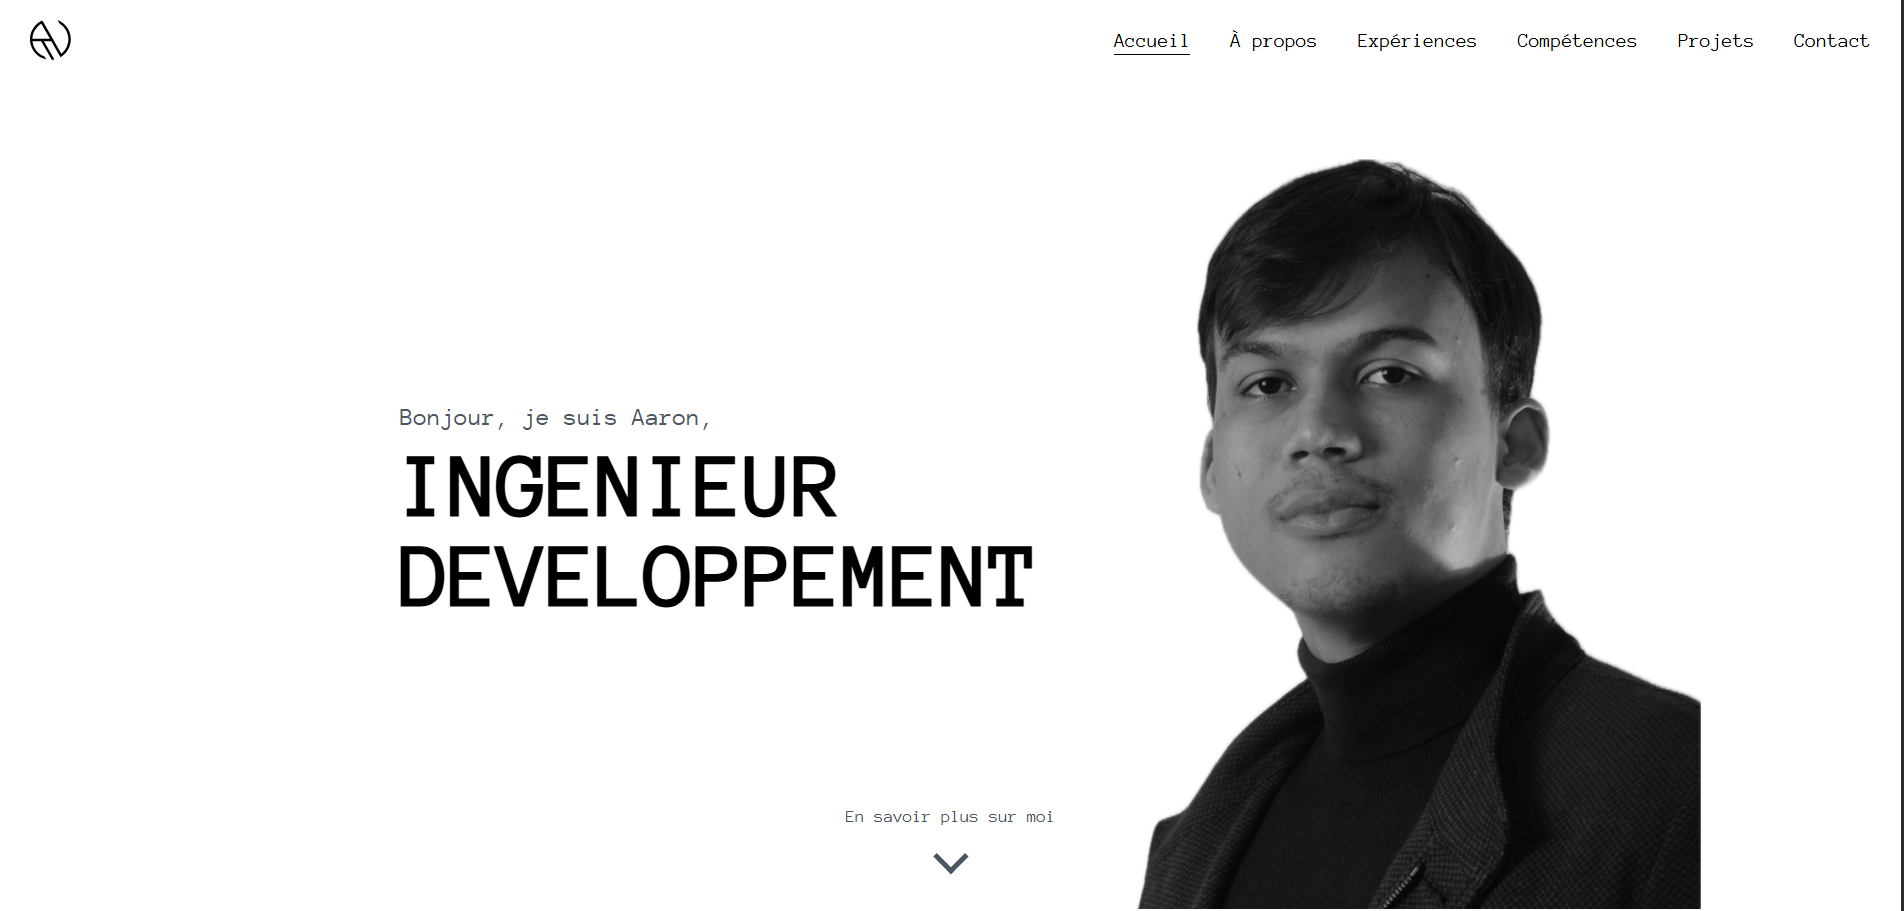 Accueil À propos Expériences Compétences Projets Contact
Bonjour, je suis Aaron,
INGENIEUR
DEVELOPPEMENT
En savoir plus sur moi